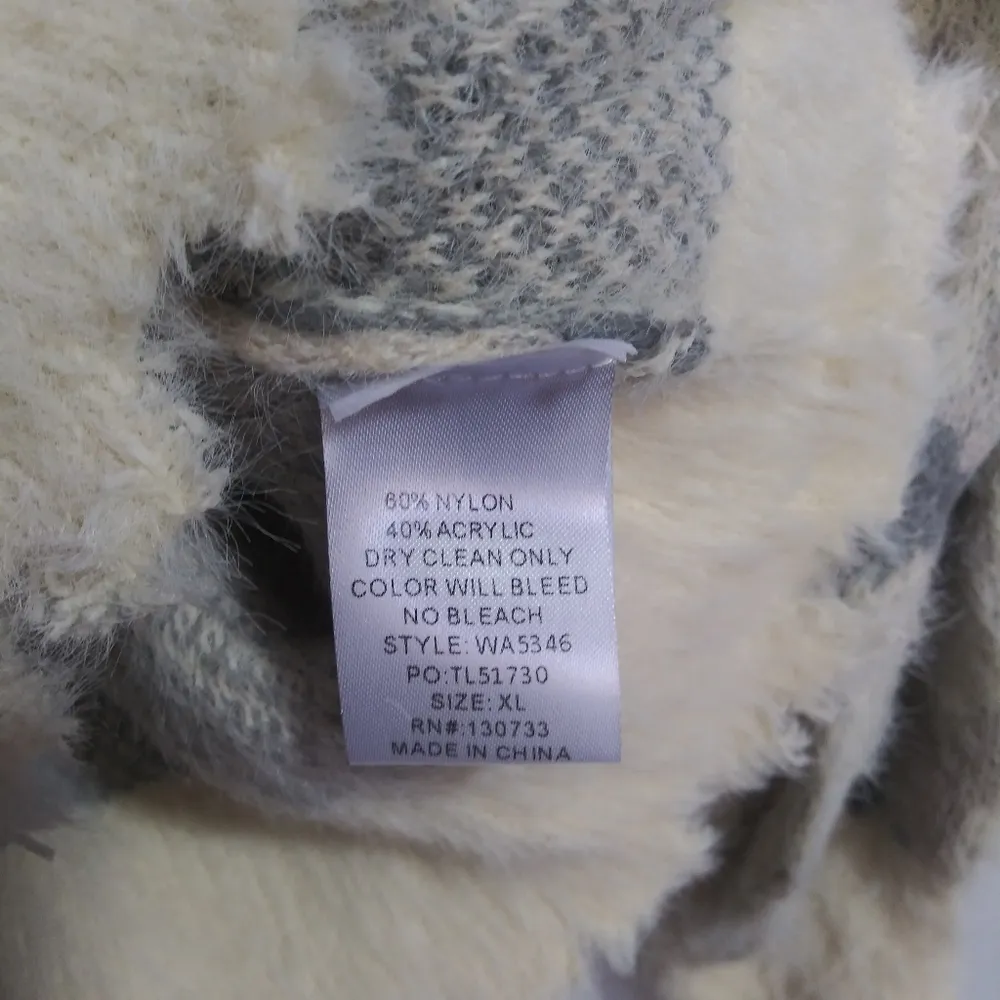 60% NYLON
40% ACRYLIC
DRY CLEAN ONLY
COLOR WILL BLEED
NO BLEACH
STYLE: WA5346
PO:TL51730
SIZE: XL
RN#:130733
MADE IN CHINA